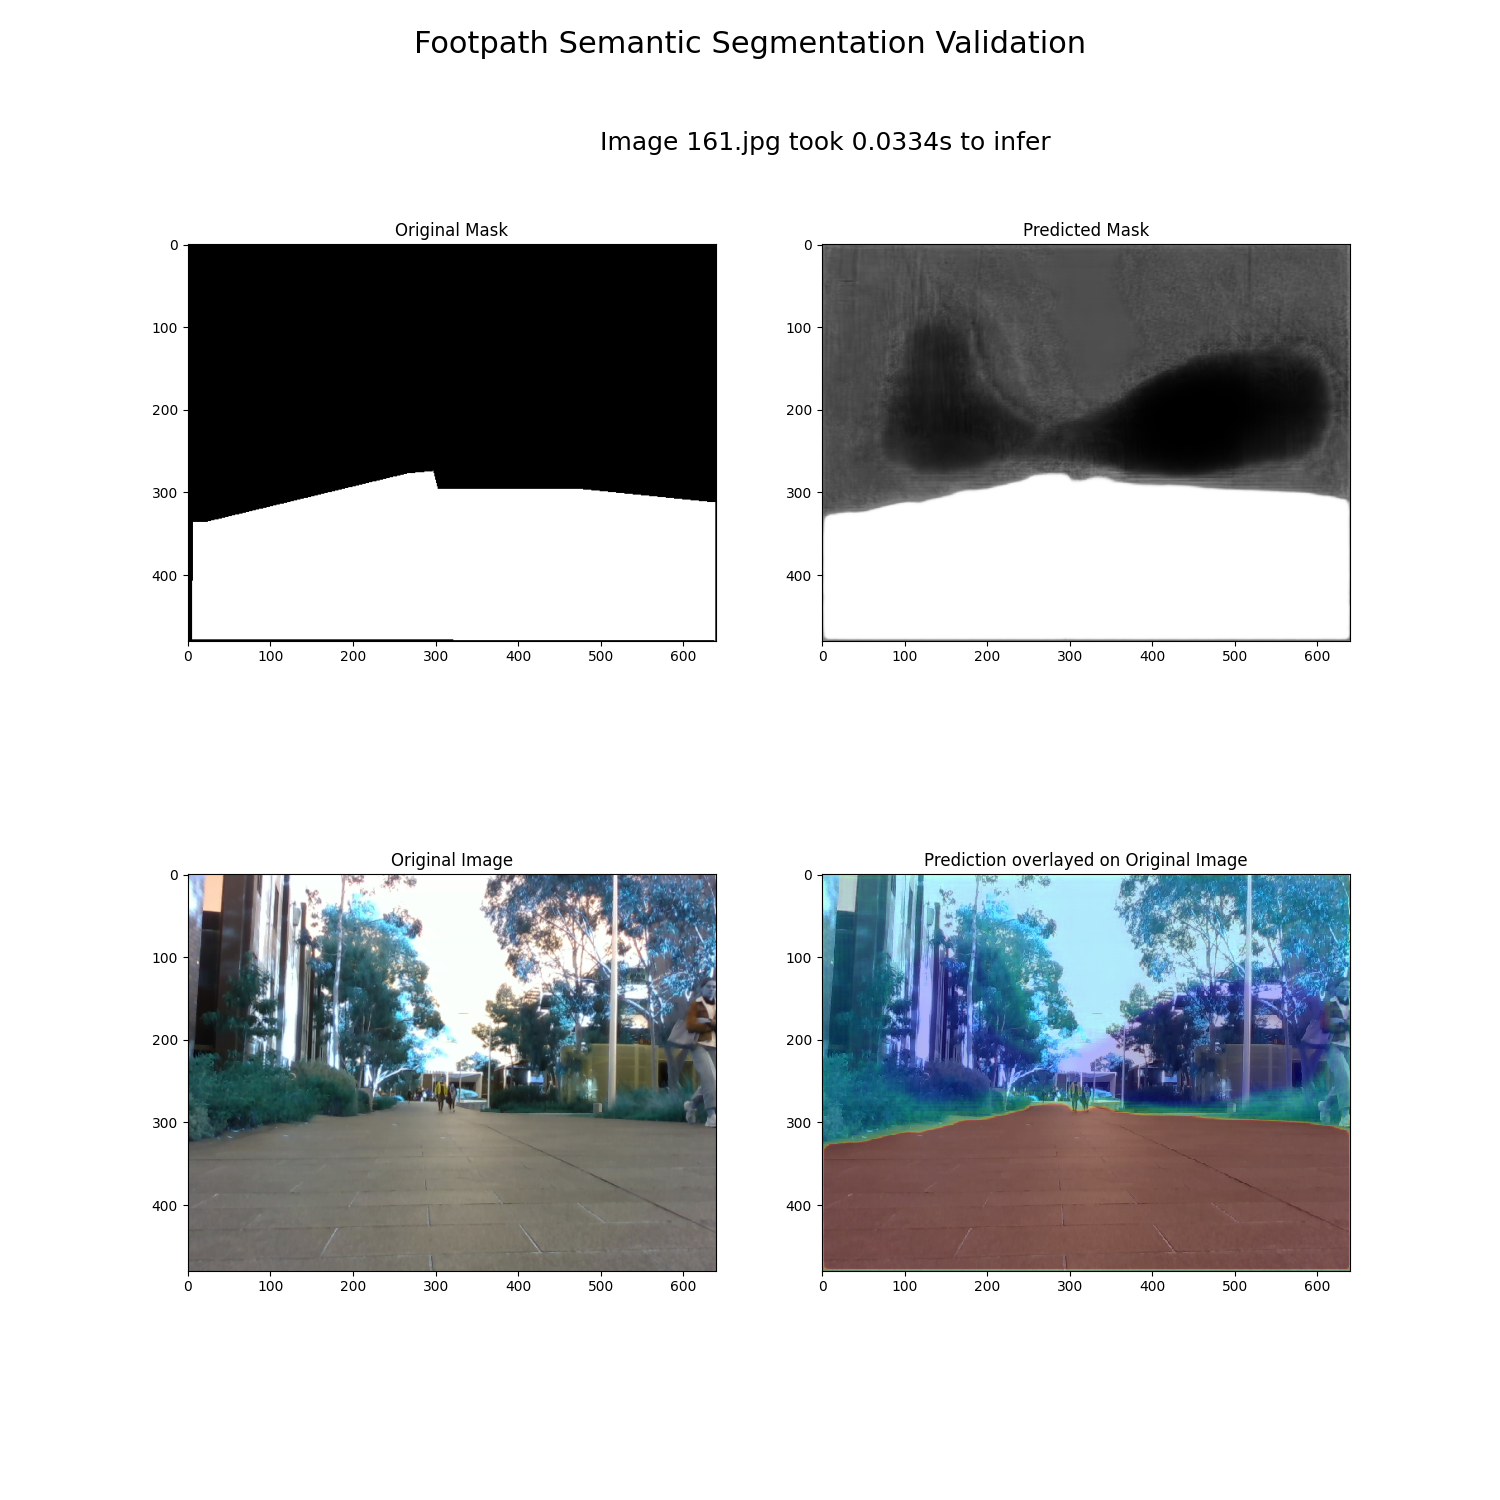 Footpath Semantic Segmentation Validation
Image 161.jpg took 0.0334s to infer
Original Mask
0
100
200
300
400
0 100 200 300 400 500 600
Predicted Mask
0
100
200
300
400
0 100 200 300 400 500 600
Original Image
0
100
200
300
400
0 100 200 300 400 500 600
Prediction overlayed on Original Image
0
100
200
300
400
0 100 200 300 400 500 600